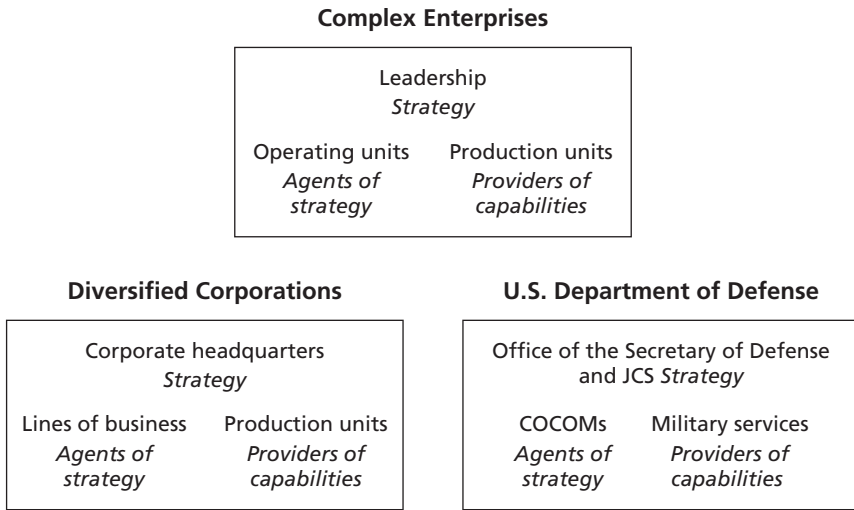 Complex Enterprises
Leadership
Strategy
Operating units
Agents of
strategy
Production units
Providers of
capabilities
Diversified Corporations
Corporate headquarters
Strategy
Lines of business
Agents of
strategy
Production units
Providers of
capabilities
U.S. Department of Defense
Office of the Secretary of Defense
and JCS Strategy
COCOMs
Agents of
strategy
Military services
Providers of
capabilities